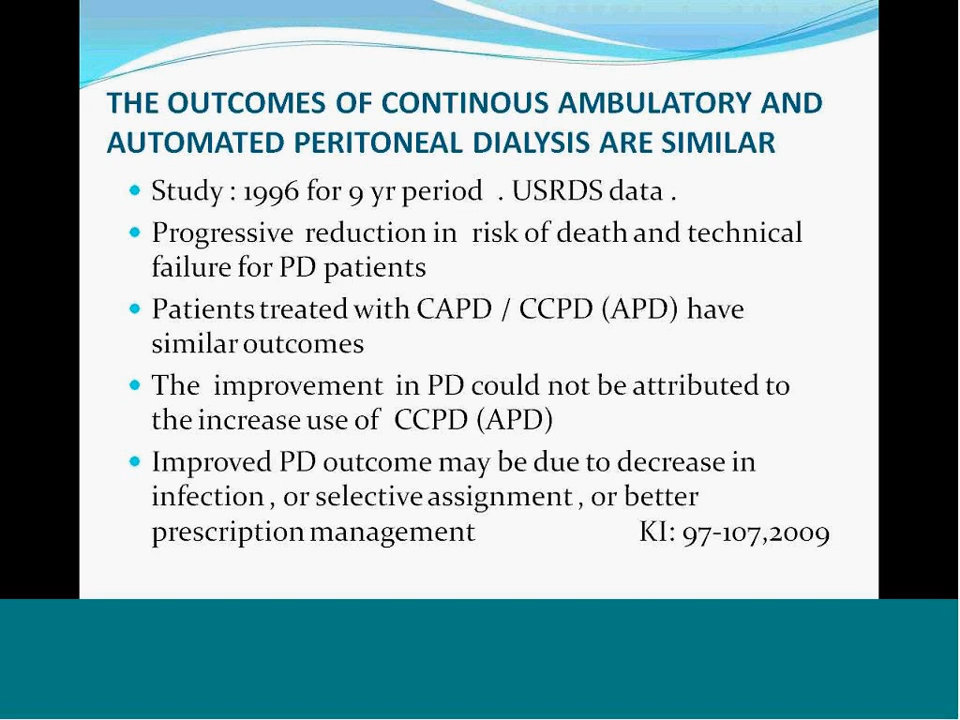 THE OUTCOMES OF CONTINOUS AMBULATORY AND
AUTOMATED PERITONEAL DIALYSIS ARE SIMILAR
• Study : 1996 for 9 yr period . USRDS data .
• Progressive reduction in risk of death and technical
failure for PD patients
• Patients treated with CAPD / CCPD (APD) have
similar outcomes
• The improvement in PD could not be attributed to
the increase use of CCPD (APD)
• Improved PD outcome may be due to decrease in
infection , or selective assignment , or better
prescription management KI: 97-107,2009